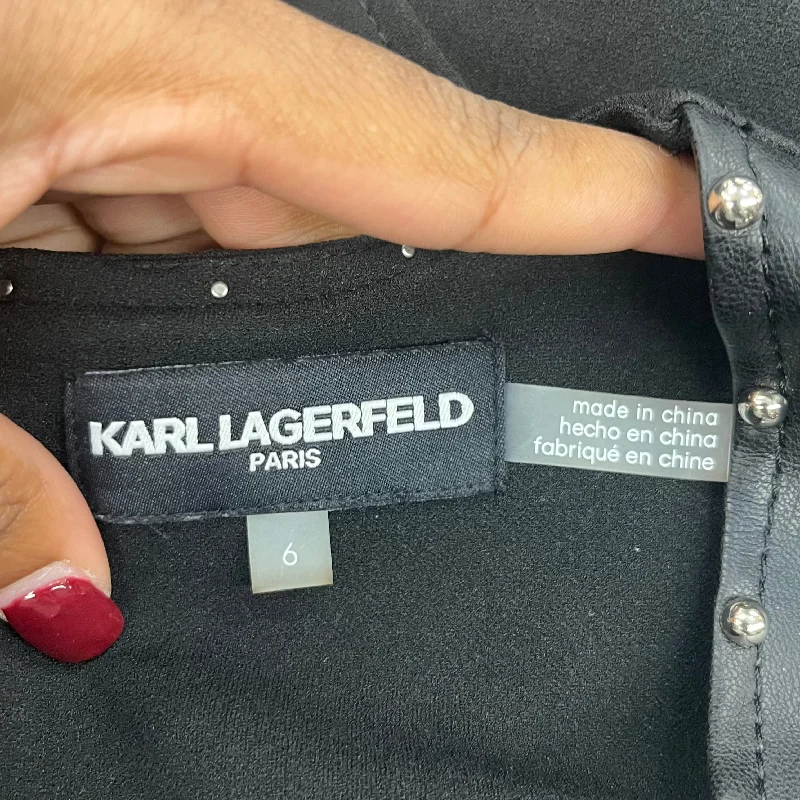 KARL LAGERFELD
PARIS
made in china
hecho en china
fabriqué en chine
6